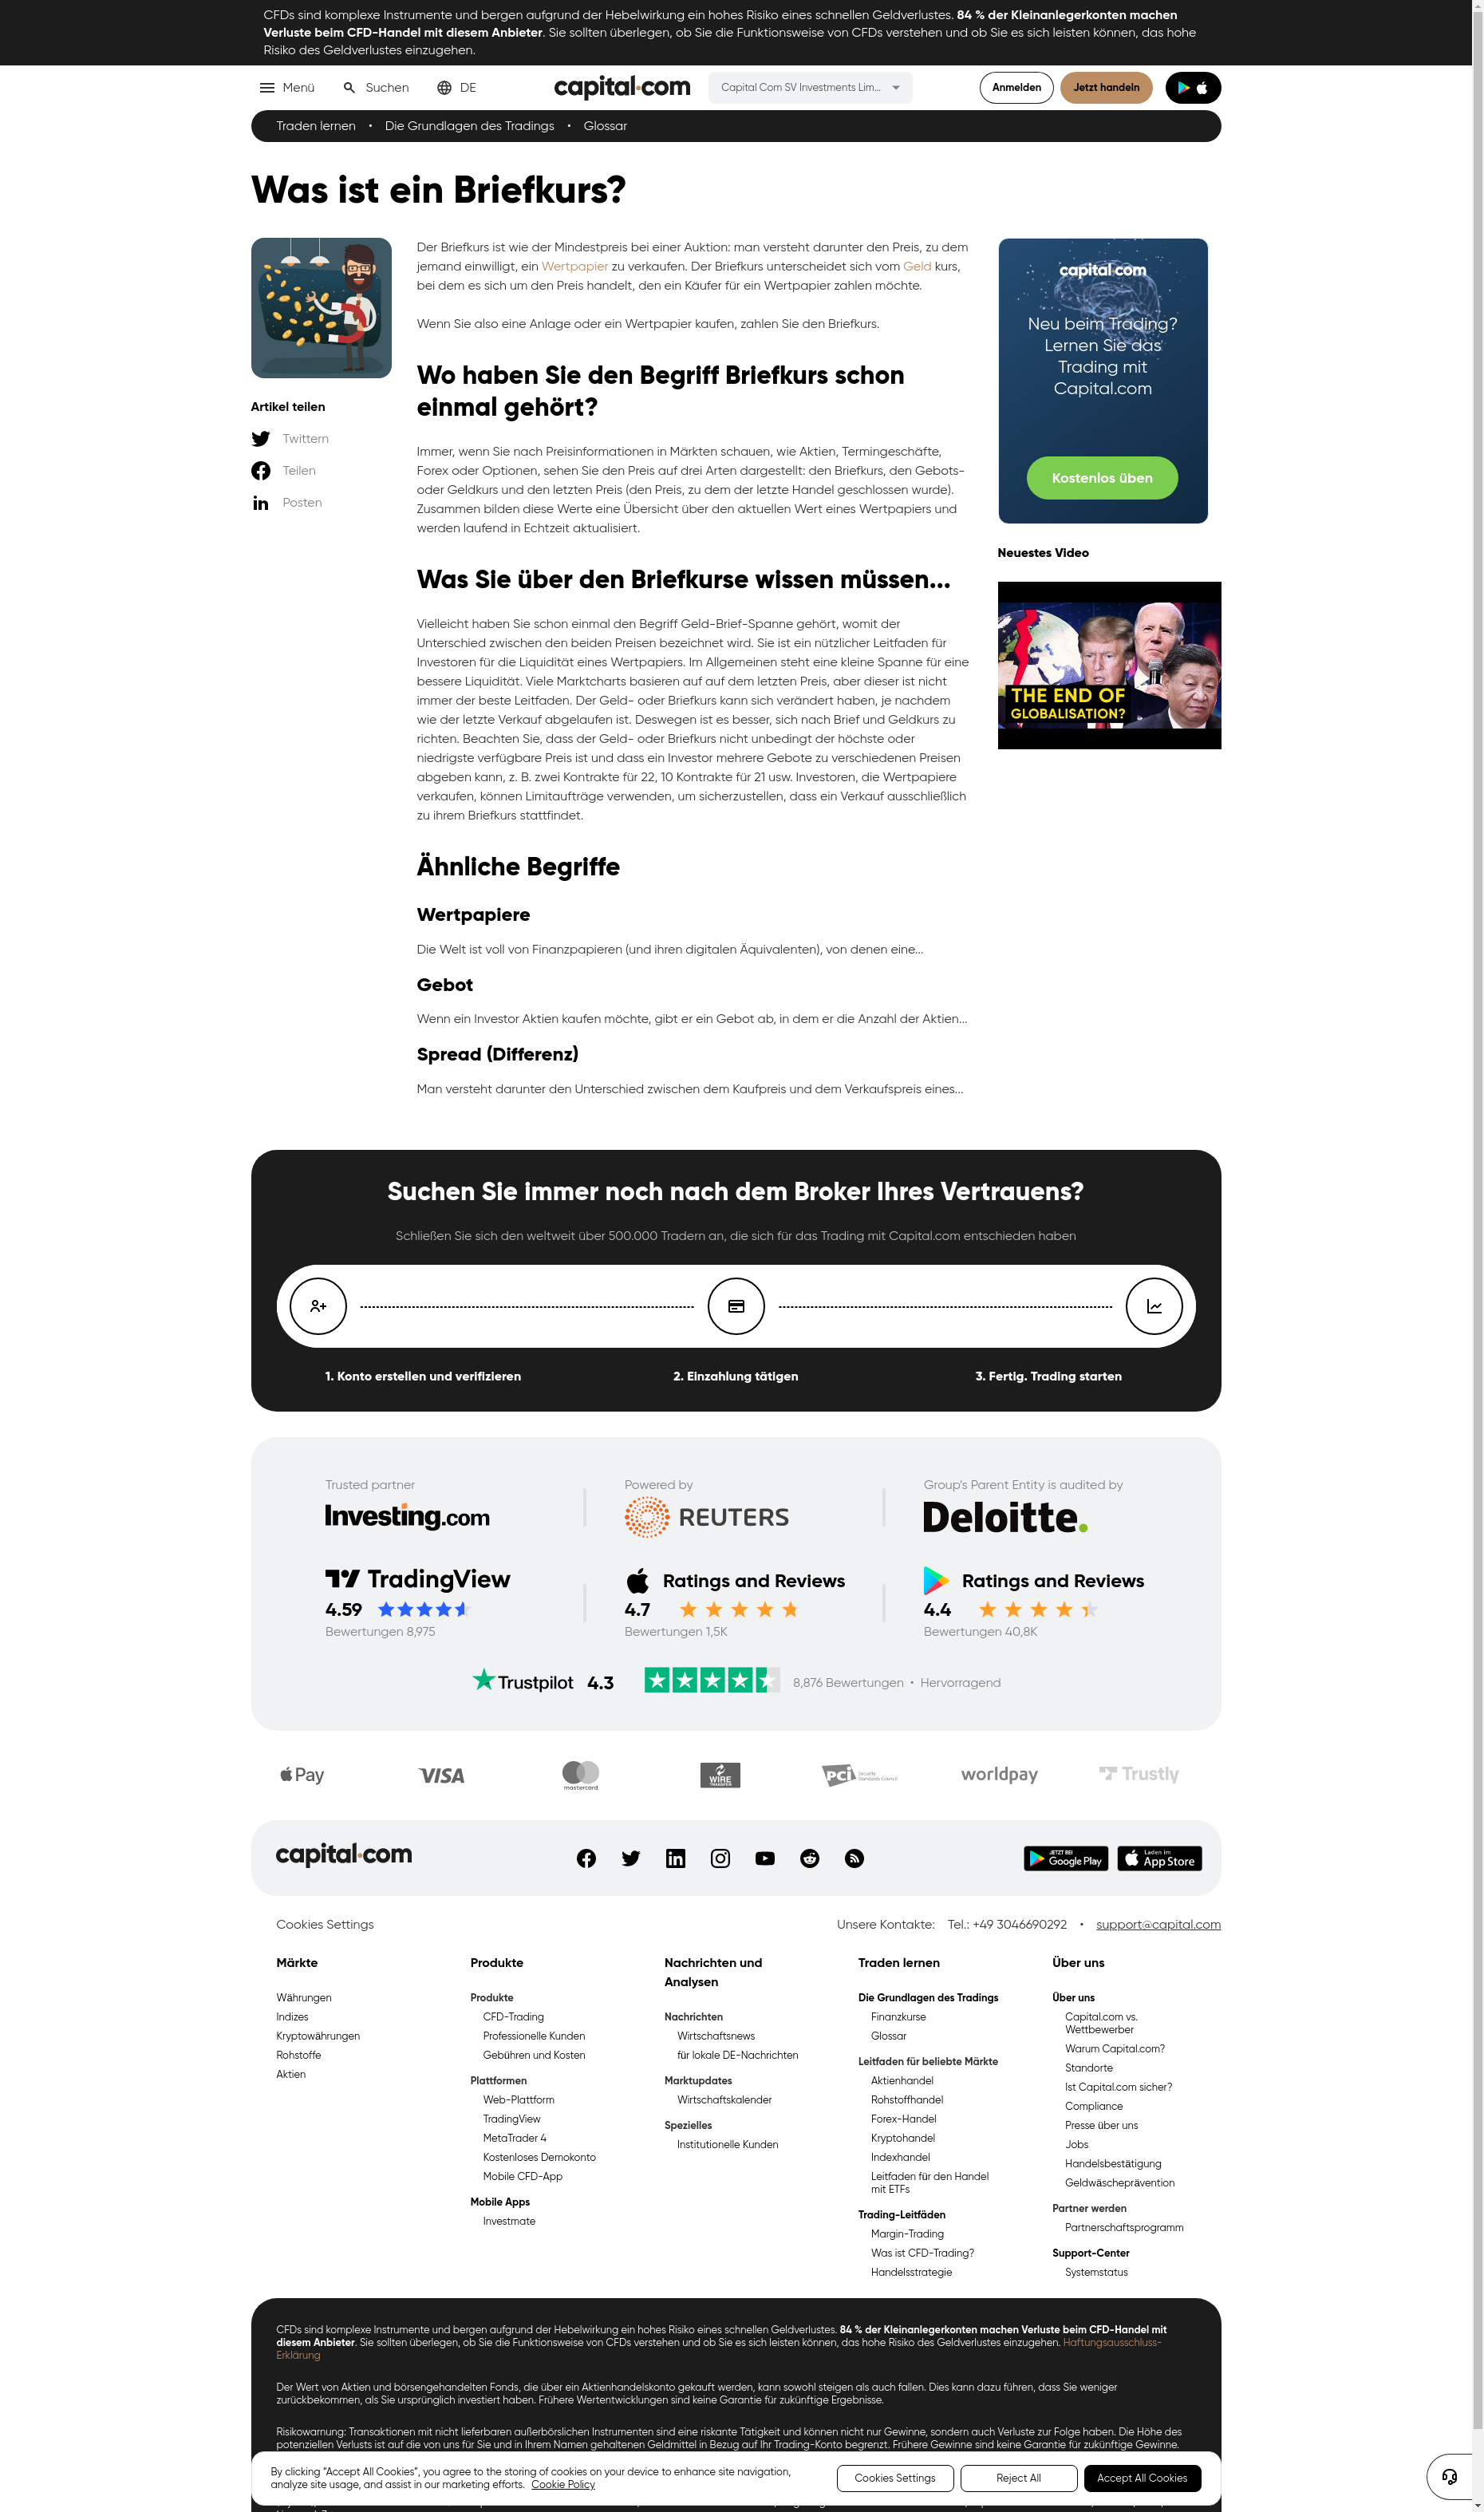 CFDs sind komplexe Instrumente und bergen aufgrund der Hebelwirkung ein hohes Risiko eines schnellen Geldverlustes. 84 % der Kleinanlegerkonten machen
Verluste beim CFD-Handel mit diesem Anbieter. Sie sollten überlegen, ob Sie die Funktionsweise von CFDs verstehen und ob Sie es sich leisten können, das hohe
Risiko des Geldverlustes einzugehen.
Menü
Suchen
DE
capital.com
Capital Com SV Investments Lim...
Anmelden
Jetzt handeln
Traden lernen • Die Grundlagen des Tradings • Glossar
Was ist ein Briefkurs?
Artikel teilen
Twittern
Teilen
Posten
Der Briefkurs ist wie der Mindestpreis bei einer Auktion: man versteht darunter den Preis, zu dem
jemand einwilligt, ein Wertpapier zu verkaufen. Der Briefkurs unterscheidet sich vom Geld kurs,
bei dem es sich um den Preis handelt, den ein Käufer für ein Wertpapier zahlen möchte.
Wenn Sie also eine Anlage oder ein Wertpapier kaufen, zahlen Sie den Briefkurs.
Wo haben Sie den Begriff Briefkurs schon
einmal gehört?
Immer, wenn Sie nach Preisinformationen in Märkten schauen, wie Aktien, Termingeschäfte,
Forex oder Optionen, sehen Sie den Preis auf drei Arten dargestellt: den Briefkurs, den Gebots-
oder Geldkurs und den letzten Preis (den Preis, zu dem der letzte Handel geschlossen wurde).
Zusammen bilden diese Werte eine Übersicht über den aktuellen Wert eines Wertpapiers und
werden laufend in Echtzeit aktualisiert.
Was Sie über den Briefkurse wissen müssen...
Vielleicht haben Sie schon einmal den Begriff Geld-Brief-Spanne gehört, womit der
Unterschied zwischen den beiden Preisen bezeichnet wird. Sie ist ein nützlicher Leitfaden für
Investoren für die Liquidität eines Wertpapiers. Im Allgemeinen steht eine kleine Spanne für eine
bessere Liquidität. Viele Marktcharts basieren auf auf dem letzten Preis, aber dieser ist nicht
immer der beste Leitfaden. Der Geld- oder Briefkurs kann sich verändert haben, je nachdem
wie der letzte Verkauf abgelaufen ist. Deswegen ist es besser, sich nach Brief und Geldkurs zu
richten. Beachten Sie, dass der Geld- oder Briefkurs nicht unbedingt der höchste oder
niedrigste verfügbare Preis ist und dass ein Investor mehrere Gebote zu verschiedenen Preisen
abgeben kann, z. B. zwei Kontrakte für 22, 10 Kontrakte für 21 usw. Investoren, die Wertpapiere
verkaufen, können Limitaufträge verwenden, um sicherzustellen, dass ein Verkauf ausschließlich
zu ihrem Briefkurs stattfindet.
Ähnliche Begriffe
Wertpapiere
Die Welt ist voll von Finanzpapieren (und ihren digitalen Äquivalenten), von denen eine...
Gebot
Wenn ein Investor Aktien kaufen möchte, gibt er ein Gebot ab, in dem er die Anzahl der Aktien...
Spread (Differenz)
Man versteht darunter den Unterschied zwischen dem Kaufpreis und dem Verkaufspreis eines...
capital.com
Neu beim Trading?
Lernen Sie das
Trading mit
Capital.com
Kostenlos üben
Neuestes Video
THE END OF
GLOBALISATION?
Suchen Sie immer noch nach dem Broker Ihres Vertrauens?
Schließen Sie sich den weltweit über 500.000 Tradern an, die sich für das Trading mit Capital.com entschieden haben
1. Konto erstellen und verifizieren
2. Einzahlung tätigen
3. Fertig. Trading starten
Trusted partner
Investing.com
Powered by
REUTERS
Group's Parent Entity is audited by
Deloitte.
TradingView
4.59
Bewertungen 8,975
Ratings and Reviews
4.7
Bewertungen 1,5K
Ratings and Reviews
4.4
Bewertungen 40,8K
Trustpilot 4.3
8,876 Bewertungen • Hervorragend
Pay
VISA
mastercard
WIRE
TRANSFER
PCI Security
Standards Council
worldpay
Trustly
capital.com
JETZT BEI
Google Play
Laden im
App Store
Cookies Settings
Unsere Kontakte: Tel.: +49 3046690292 • support@capital.com
Märkte
Währungen
Indizes
Kryptowährungen
Rohstoffe
Aktien
Produkte
Produkte
CFD-Trading
Professionelle Kunden
Gebühren und Kosten
Plattformen
Web-Plattform
TradingView
MetaTrader 4
Kostenloses Demokonto
Mobile CFD-App
Mobile Apps
Investmate
Nachrichten und
Analysen
Nachrichten
Wirtschaftsnews
für lokale DE-Nachrichten
Marktupdates
Wirtschaftskalender
Spezielles
Institutionelle Kunden
Traden lernen
Die Grundlagen des Tradings
Finanzkurse
Glossar
Leitfaden für beliebte Märkte
Aktienhandel
Rohstoffhandel
Forex-Handel
Kryptohandel
Indexhandel
Leitfaden für den Handel
mit ETFs
Trading-Leitfäden
Margin-Trading
Was ist CFD-Trading?
Handelsstrategie
Über uns
Über uns
Capital.com vs.
Wettbewerber
Warum Capital.com?
Standorte
Ist Capital.com sicher?
Compliance
Presse über uns
Jobs
Handelsbestätigung
Geldwäscheprävention
Partner werden
Partnerschaftsprogramm
Support-Center
Systemstatus
CFDs sind komplexe Instrumente und bergen aufgrund der Hebelwirkung ein hohes Risiko eines schnellen Geldverlustes. 84 % der Kleinanlegerkonten machen Verluste beim CFD-Handel mit
diesem Anbieter. Sie sollten überlegen, ob Sie die Funktionsweise von CFDs verstehen und ob Sie es sich leisten können, das hohe Risiko des Geldverlustes einzugehen. Haftungsausschluss-
Erklärung
Der Wert von Aktien und börsengehandelten Fonds, die über ein Aktienhandelskonto gekauft werden, kann sowohl steigen als auch fallen. Dies kann dazu führen, dass Sie weniger
zurückbekommen, als Sie ursprünglich investiert haben. Frühere Wertentwicklungen sind keine Garantie für zukünftige Ergebnisse.
Risikowarnung: Transaktionen mit nicht lieferbaren außerbörslichen Instrumenten sind eine riskante Tätigkeit und können nicht nur Gewinne, sondern auch Verluste zur Folge haben. Die Höhe des
potenziellen Verlusts ist auf die von uns für Sie und in Ihrem Namen gehaltenen Geldmittel in Bezug auf Ihr Trading-Konto begrenzt. Frühere Gewinne sind keine Garantie für zukünftige Gewinne.
By clicking "Accept All Cookies", you agree to the storing of cookies on your device to enhance site navigation,
analyze site usage, and assist in our marketing efforts. Cookie Policy
Cookies Settings
Reject All
Accept All Cookies